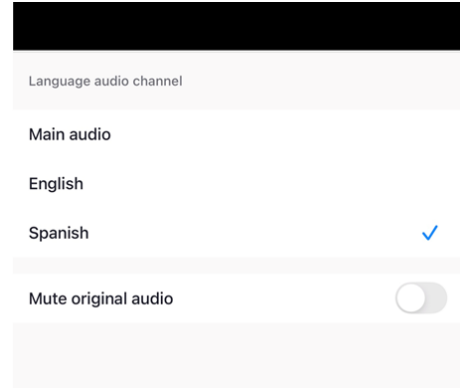 Language audio channel
Main audio
English
Spanish
Mute original audio